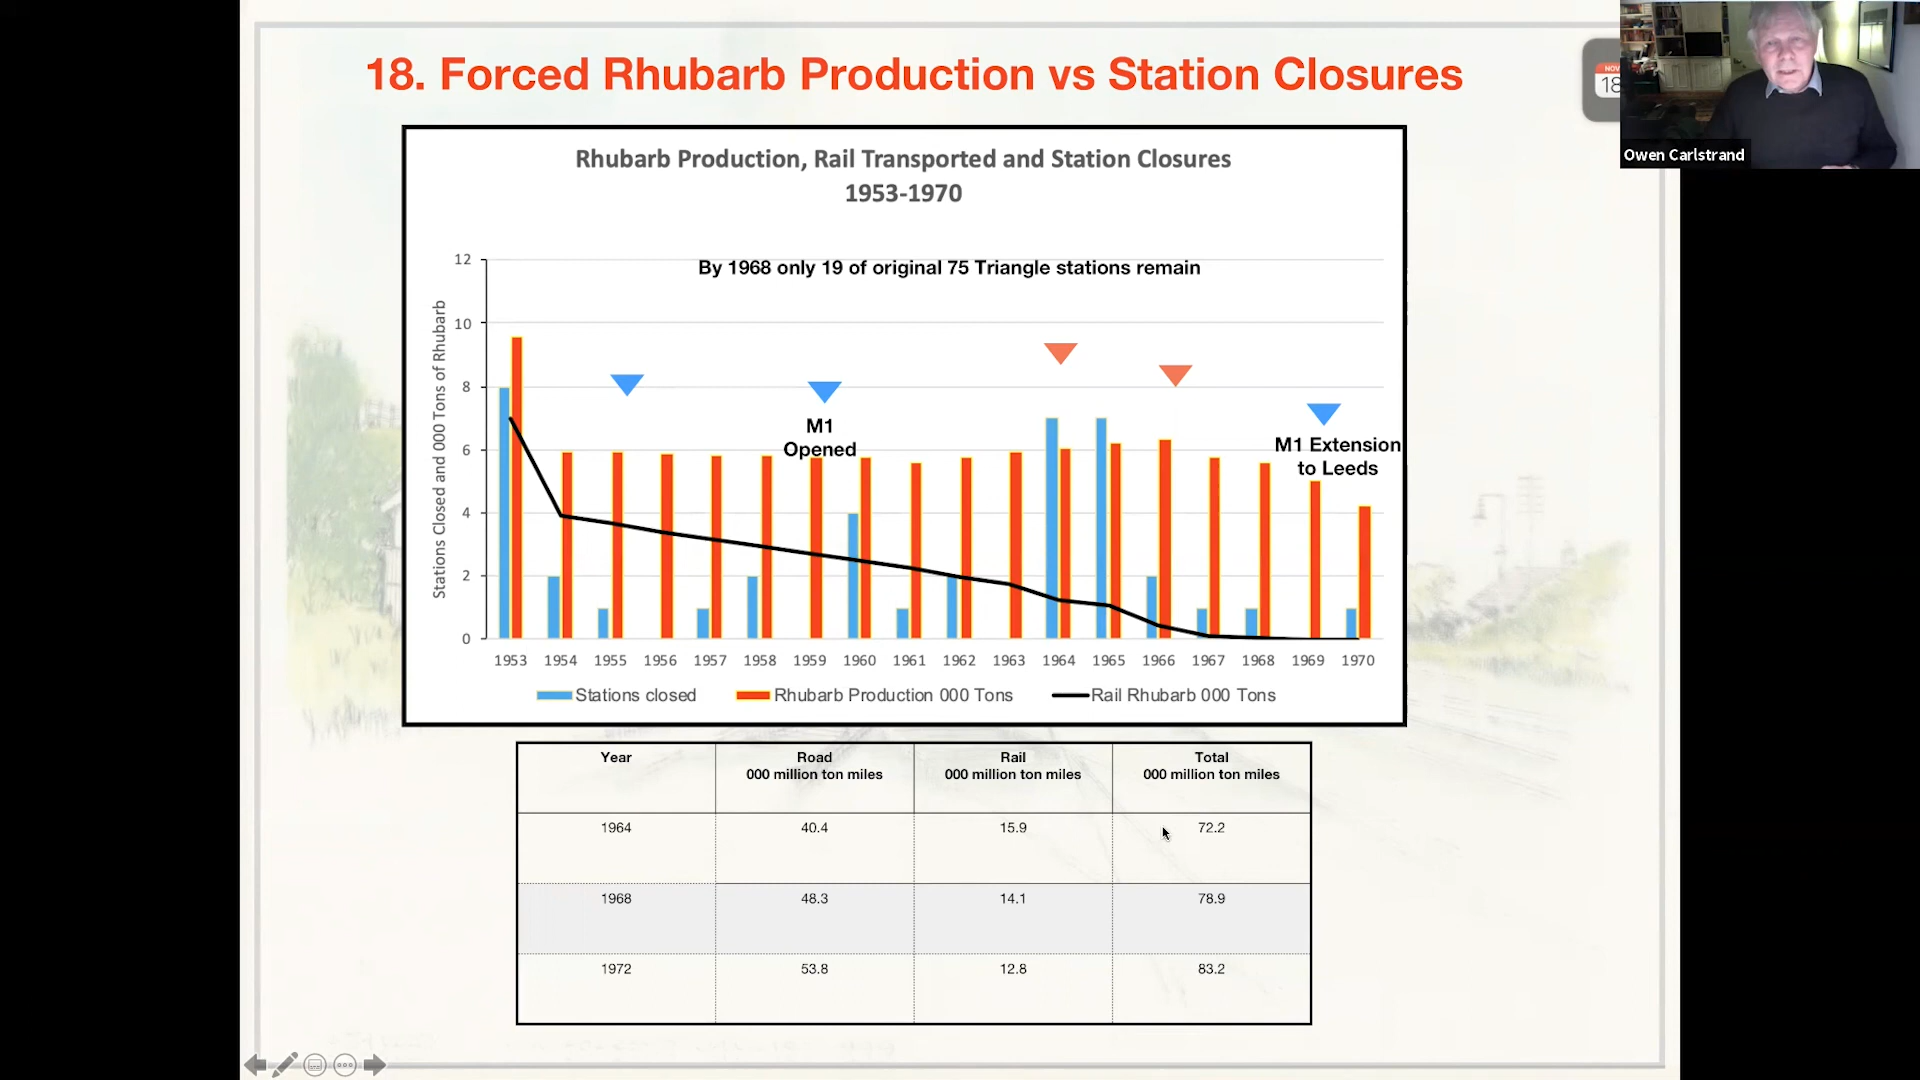 18. Forced Rhubarb Production vs Station Closures
NOV
18
Owen Carlstrand
Rhubarb Production, Rail Transported and Station Closures
1953-1970
By 1968 only 19 of original 75 Triangle stations remain
Stations Closed and 000 Tons of Rhubarb
12
10
8
6
4
2
0
M1
Opened
M1 Extension
to Leeds
1953 1954 1955 1956 1957 1958 1959 1960 1961 1962 1963 1964 1965 1966 1967 1968 1969 1970
Stations closed Rhubarb Production 000 Tons Rail Rhubarb 000 Tons
Year Road Rail Total
000 million ton miles 000 million ton miles 000 million ton miles
1964 40.4 15.9 72.2
1968 48.3 14.1 78.9
1972 53.8 12.8 83.2